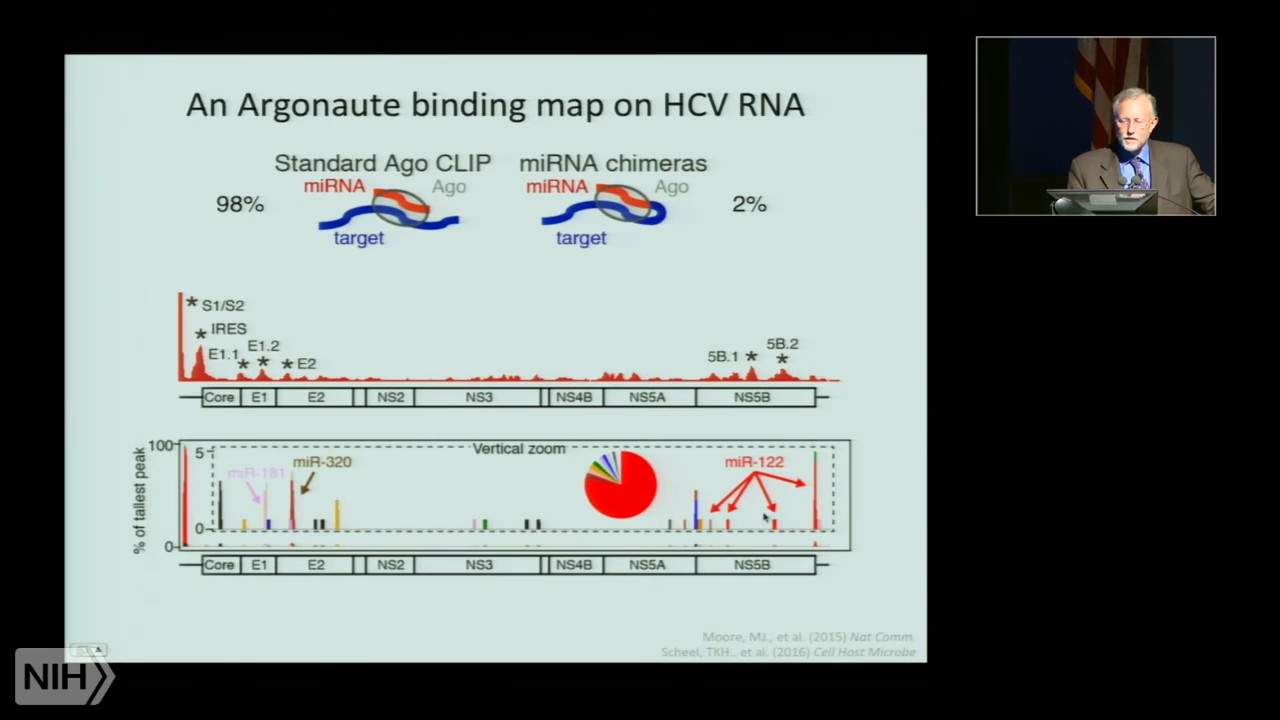 An Argonaute binding map on HCV RNA
Standard Ago CLIP miRNA chimeras
miRNA Ago miRNA Ago
98% 2%
target target
* S1/S2
* IRES
E1.1 * E1.2 * * E2
5B.1 * 5B.2 *
Core E1 E2 NS2 NS3 NS4B NS5A NS5B
% of tallest peak
100
0
5
0
Vertical zoom
miR-181 miR-320 miR-122
Core E1 E2 NS2 NS3 NS4B NS5A NS5B
Moore, MJ., et al. (2015) Nat Comm.
Scheel, TKH., et al. (2016) Cell Host Microbe
NIH